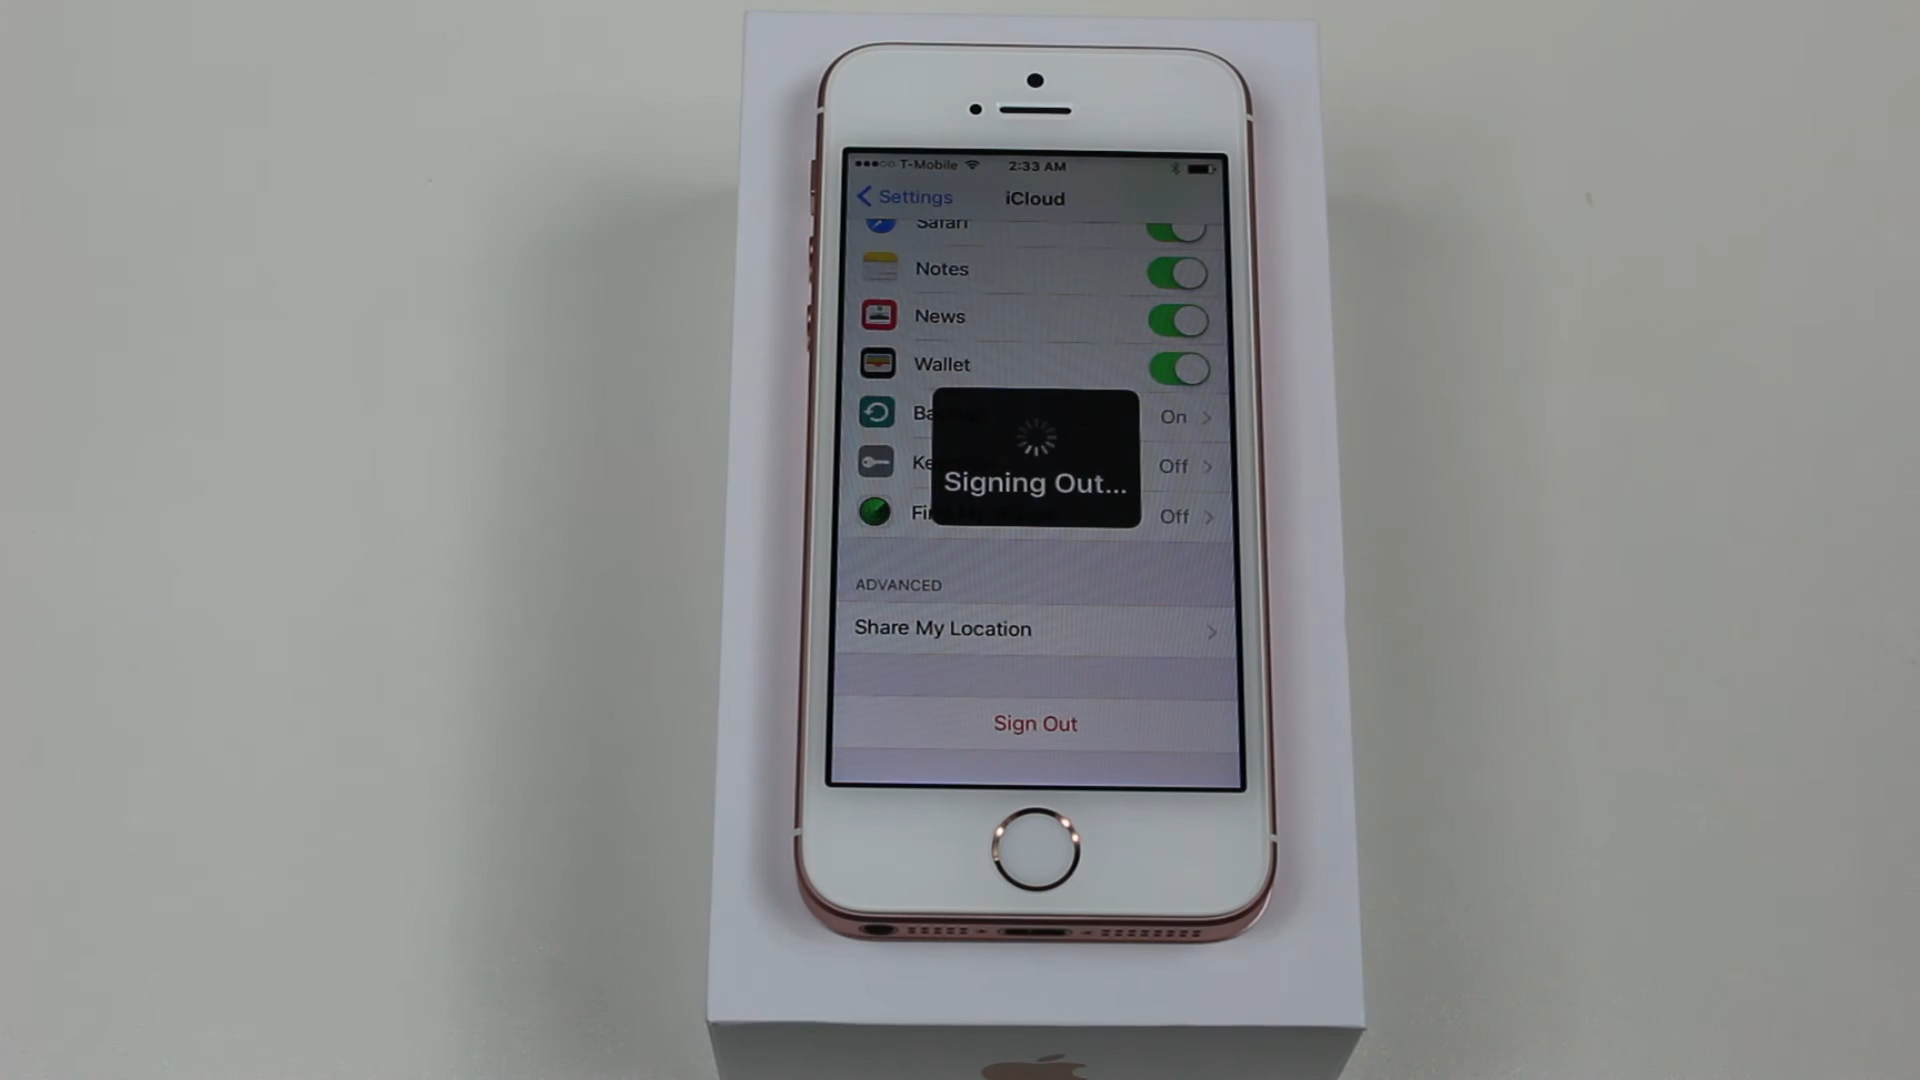 T-Mobile 2:33 AM
Settings iCloud
Safari
Notes
News
Wallet
On
Off
Signing Out...
Off
ADVANCED
Share My Location
Sign Out